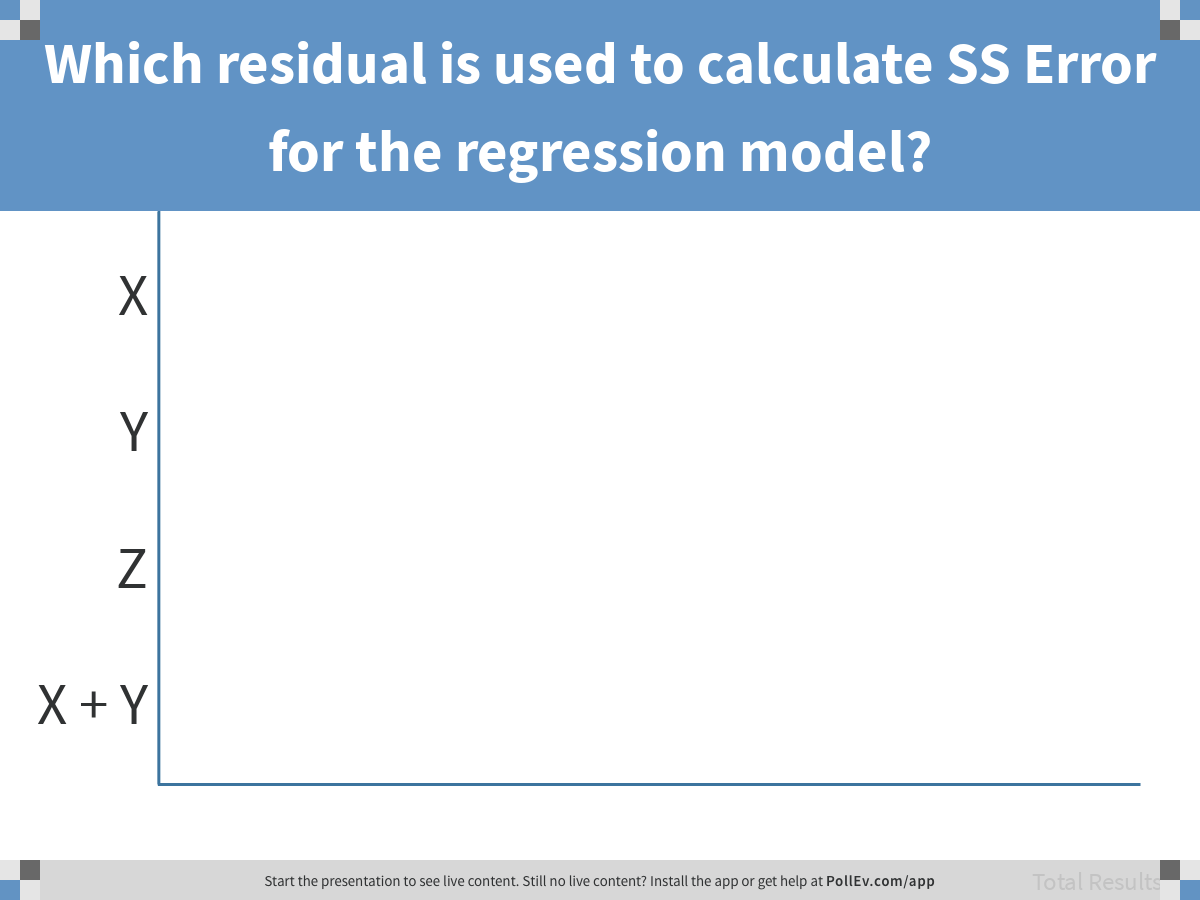 Which residual is used to calculate SS Error
for the regression model?
X
Y
Z
X + Y
Start the presentation to see live content. Still no live content? Install the app or get help at PollEv.com/app
Total Results